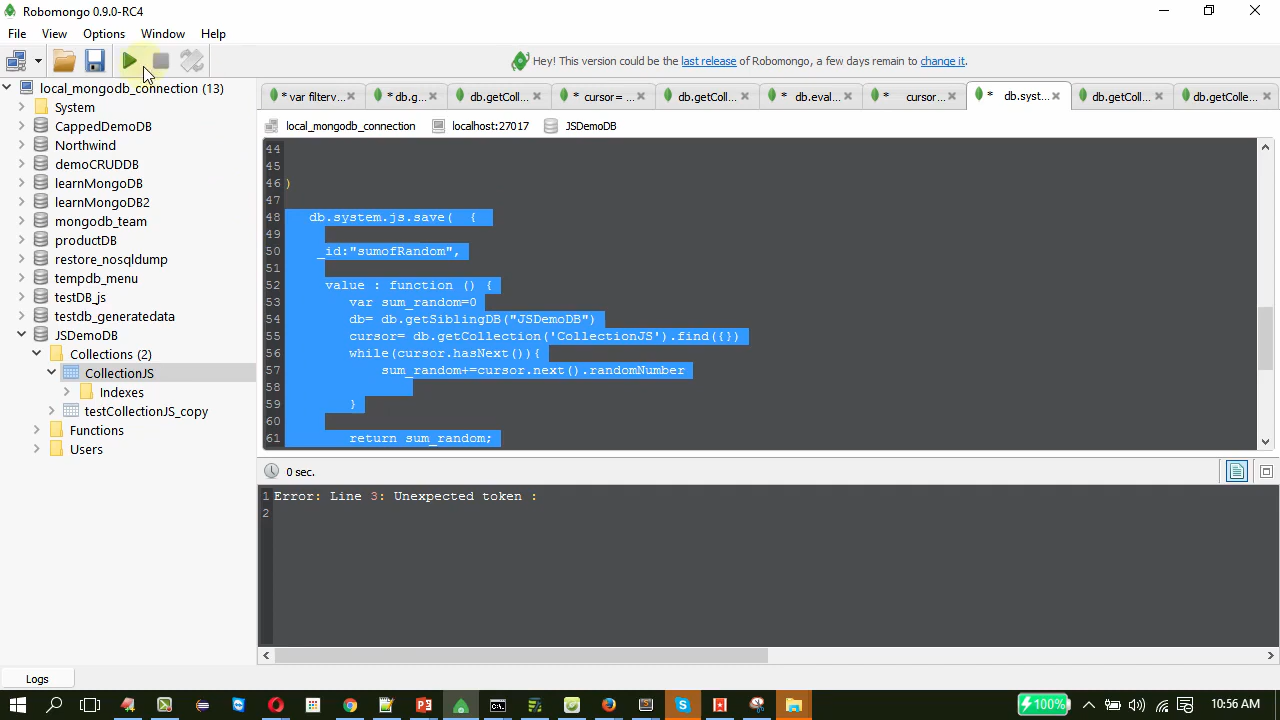 Robomongo 0.9.0-RC4
File View Options Window Help
Hey! This version could be the last release of Robomongo, a few days remain to change it.
local_mongodb_connection (13)
System
CappedDemoDB
Northwind
demoCRUDDB
learnMongoDB
learnMongoDB2
mongodb_team
productDB
restore_nosqldump
tempdb_menu
testDB_js
testdb_generatedata
JSDemoDB
Collections (2)
CollectionJS
Indexes
testCollectionJS_copy
Functions
Users
* var filterv... * db.g... db.getColl... * cursor= ... db.getColl... * db.eval... * cursor... * db.syst... db.getColl... db.getColle...
local_mongodb_connection localhost:27017 JSDemoDB
44
45
46 )
47
48 db.system.js.save( {
49
50 _id:"sumofRandom",
51
52 value : function () {
53 var sum_random=0
54 db= db.getSiblingDB("JSDemoDB")
55 cursor= db.getCollection('CollectionJS').find({})
56 while(cursor.hasNext()){
57 sum_random+=cursor.next().randomNumber
58
59 }
60
61 return sum_random;
0 sec.
1 Error: Line 3: Unexpected token :
2
Logs
100% 10:56 AM